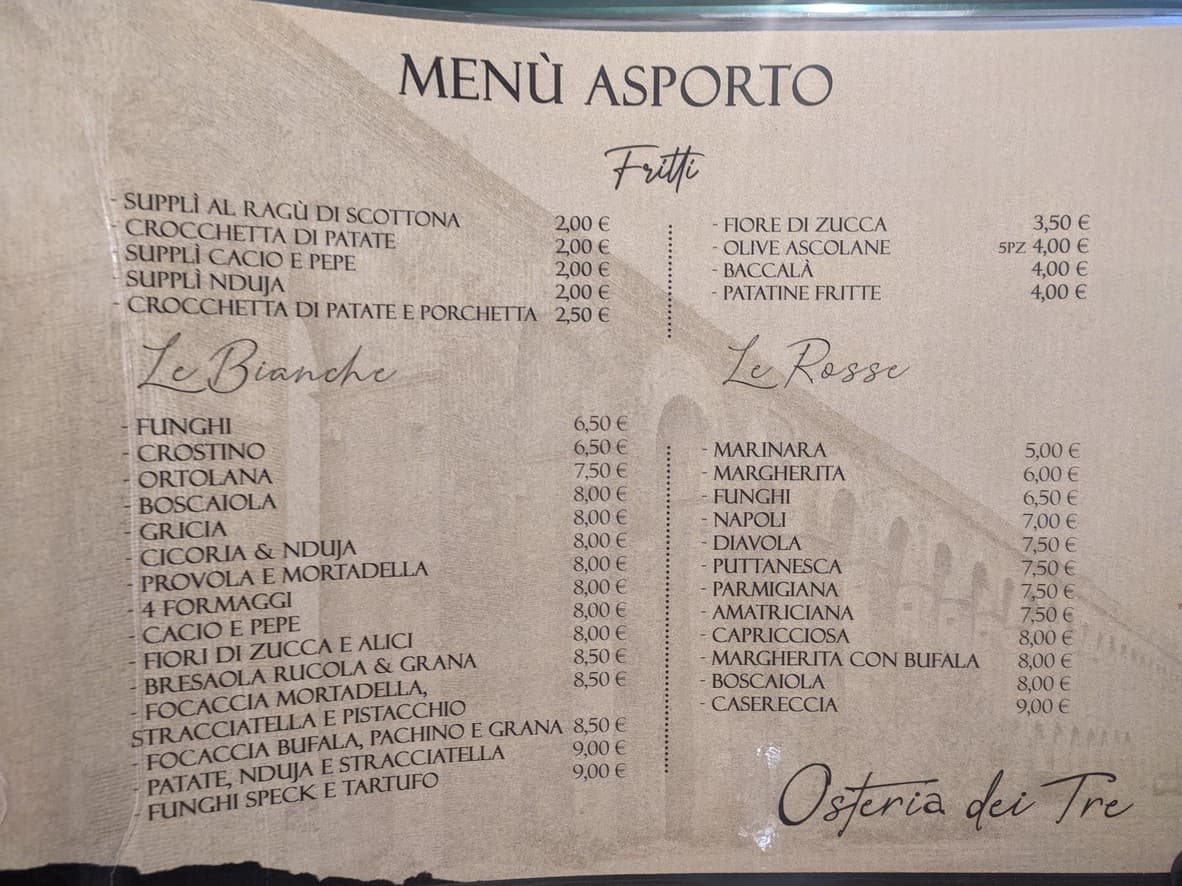 MENÙ ASPORTO
Fritti
- SUPPLÌ AL RAGÙ DI SCOTTONA 2,00 €
- CROCCHETTA DI PATATE 2,00 €
- SUPPLÌ CACIO E PEPE 2,00 €
- SUPPLÌ NDUJA 2,00 €
- CROCCHETTA DI PATATE E PORCHETTA 2,50 €
- FIORE DI ZUCCA 3,50 €
- OLIVE ASCOLANE 5PZ 4,00 €
- BACCALÀ 4,00 €
- PATATINE FRITTE 4,00 €
Le Bianche
- FUNGHI 6,50 €
- CROSTINO 6,50 €
- ORTOLANA 7,50 €
- BOSCAIOLA 8,00 €
- GRICIA 8,00 €
- CICORIA & NDUJA 8,00 €
- PROVOLA E MORTADELLA 8,00 €
- 4 FORMAGGI 8,00 €
- CACIO E PEPE 8,00 €
- FIORI DI ZUCCA E ALICI 8,00 €
- BRESAOLA RUCOLA & GRANA 8,50 €
- FOCACCIA MORTADELLA, 8,50 €
STRACCIATELLA E PISTACCHIO
- FOCACCIA BUFALA, PACHINO E GRANA 8,50 €
- PATATE, NDUJA E STRACCIATELLA 9,00 €
- FUNGHI SPECK E TARTUFO 9,00 €
Le Rosse
- MARINARA 5,00 €
- MARGHERITA 6,00 €
- FUNGHI 6,50 €
- NAPOLI 7,00 €
- DIAVOLA 7,50 €
- PUTTANESCA 7,50 €
- PARMIGIANA 7,50 €
- AMATRICIANA 7,50 €
- CAPRICCIOSA 8,00 €
- MARGHERITA CON BUFALA 8,00 €
- BOSCAIOLA 8,00 €
- CASERECCIA 9,00 €
Osteria dei Tre